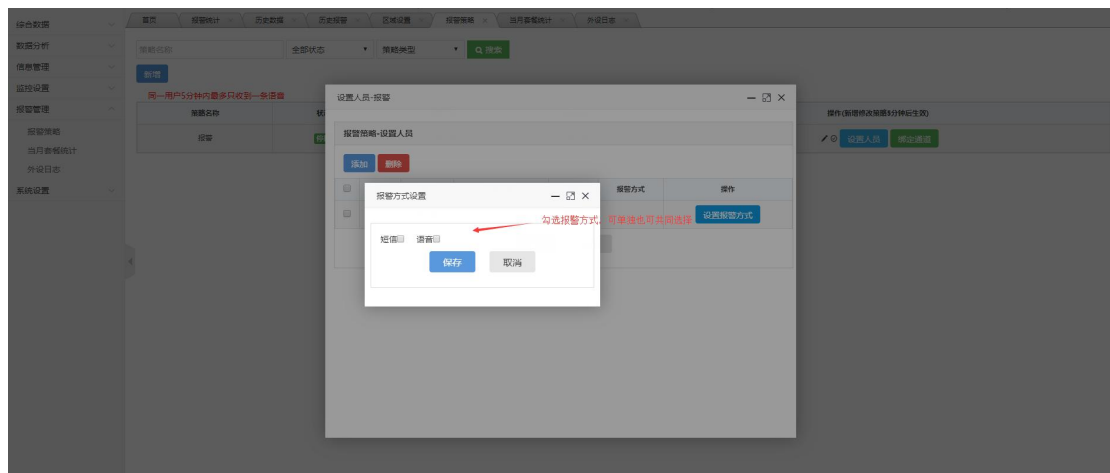 综合数据
首页 报警统计 历史数据 历史报警 区域设置 报警策略 × 当月套餐统计 外设日志
数据分析
信息管理
监控设置
报警管理
报警策略
当月套餐统计
外设日志
系统设置
策略名称 全部状态 策略类型 搜索
新增
同一用户5分钟内最多只收到一条语音
策略名称 状 操作(新增修改策略5分钟后生效)
报警 设置人员 绑定通道
设置人员-报警
报警策略-设置人员
添加 删除
报警方式 操作
设置报警方式
报警方式设置
勾选报警方式，可单独也可共同选择
短信 语音
保存 取消